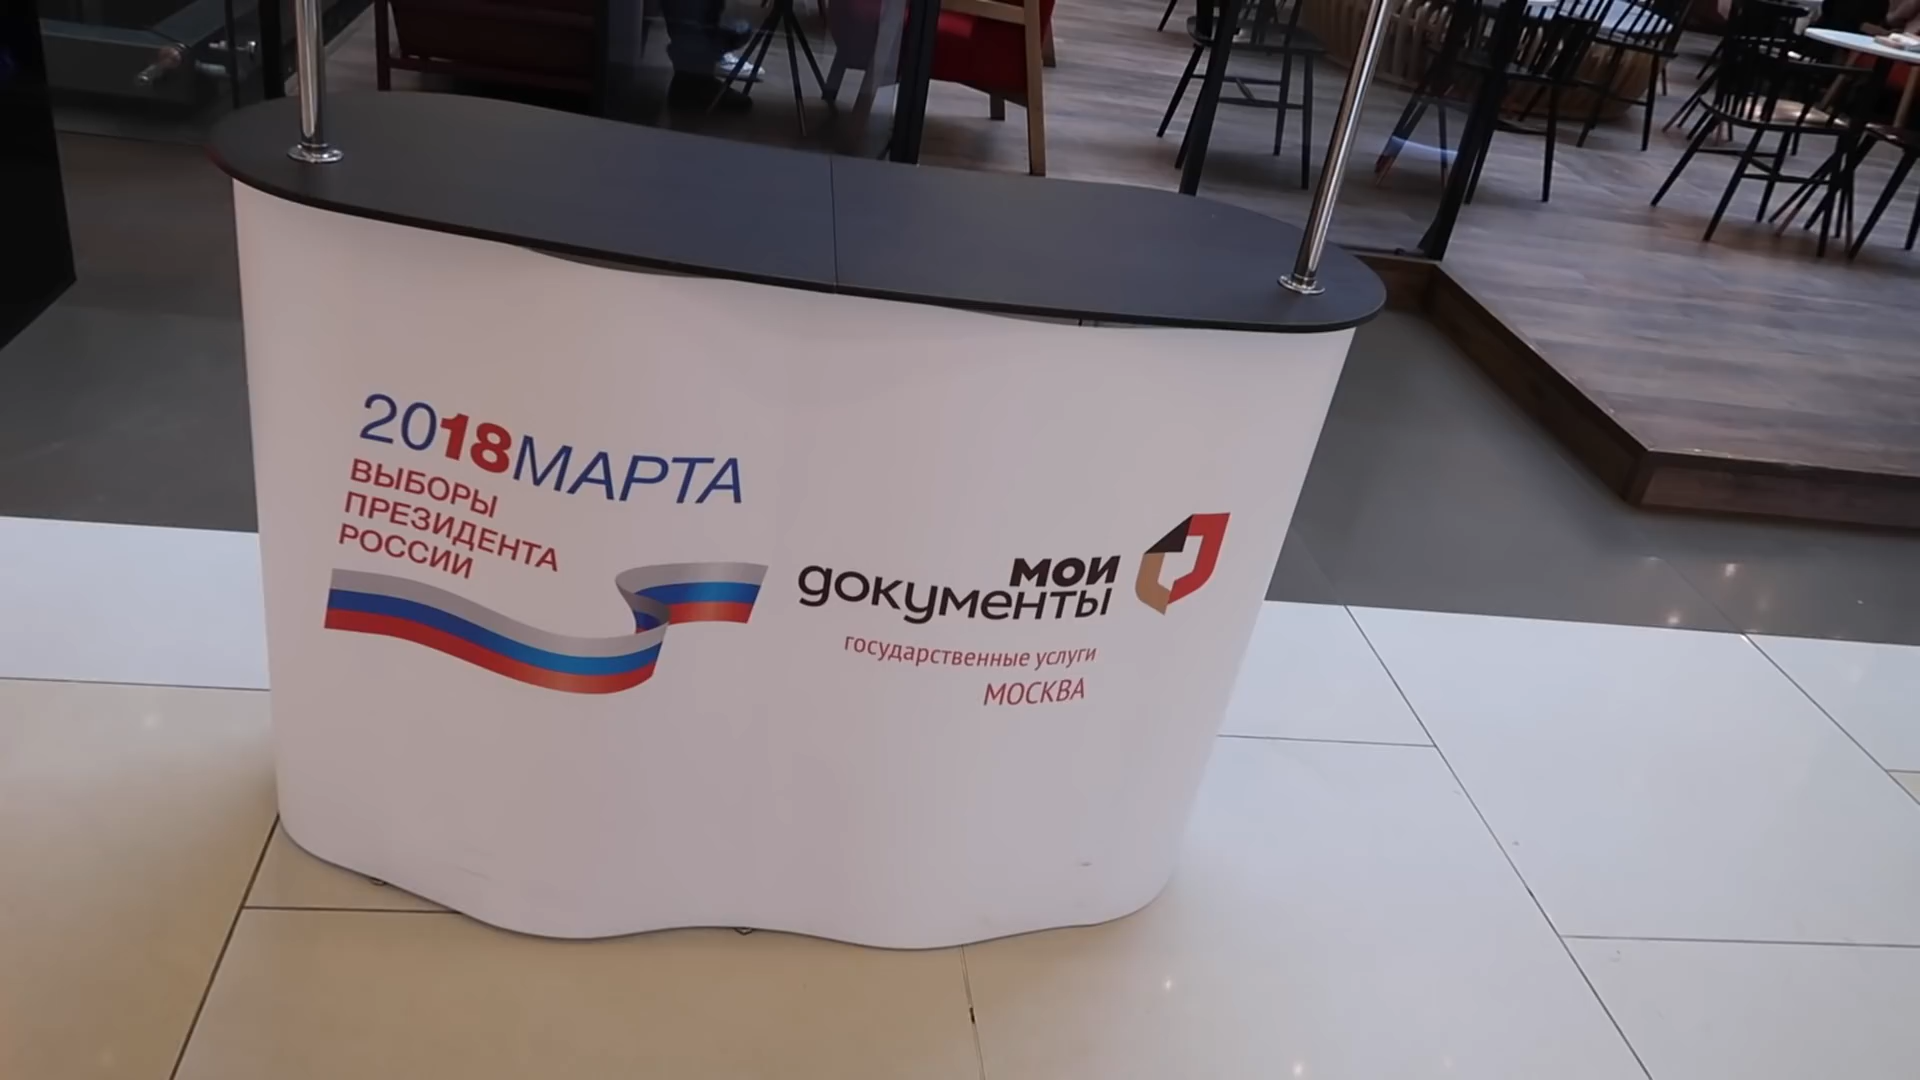 2018МАРТА
ВЫБОРЫ
ПРЕЗИДЕНТА
РОССИИ
мои
документы
государственные услуги
МОСКВА